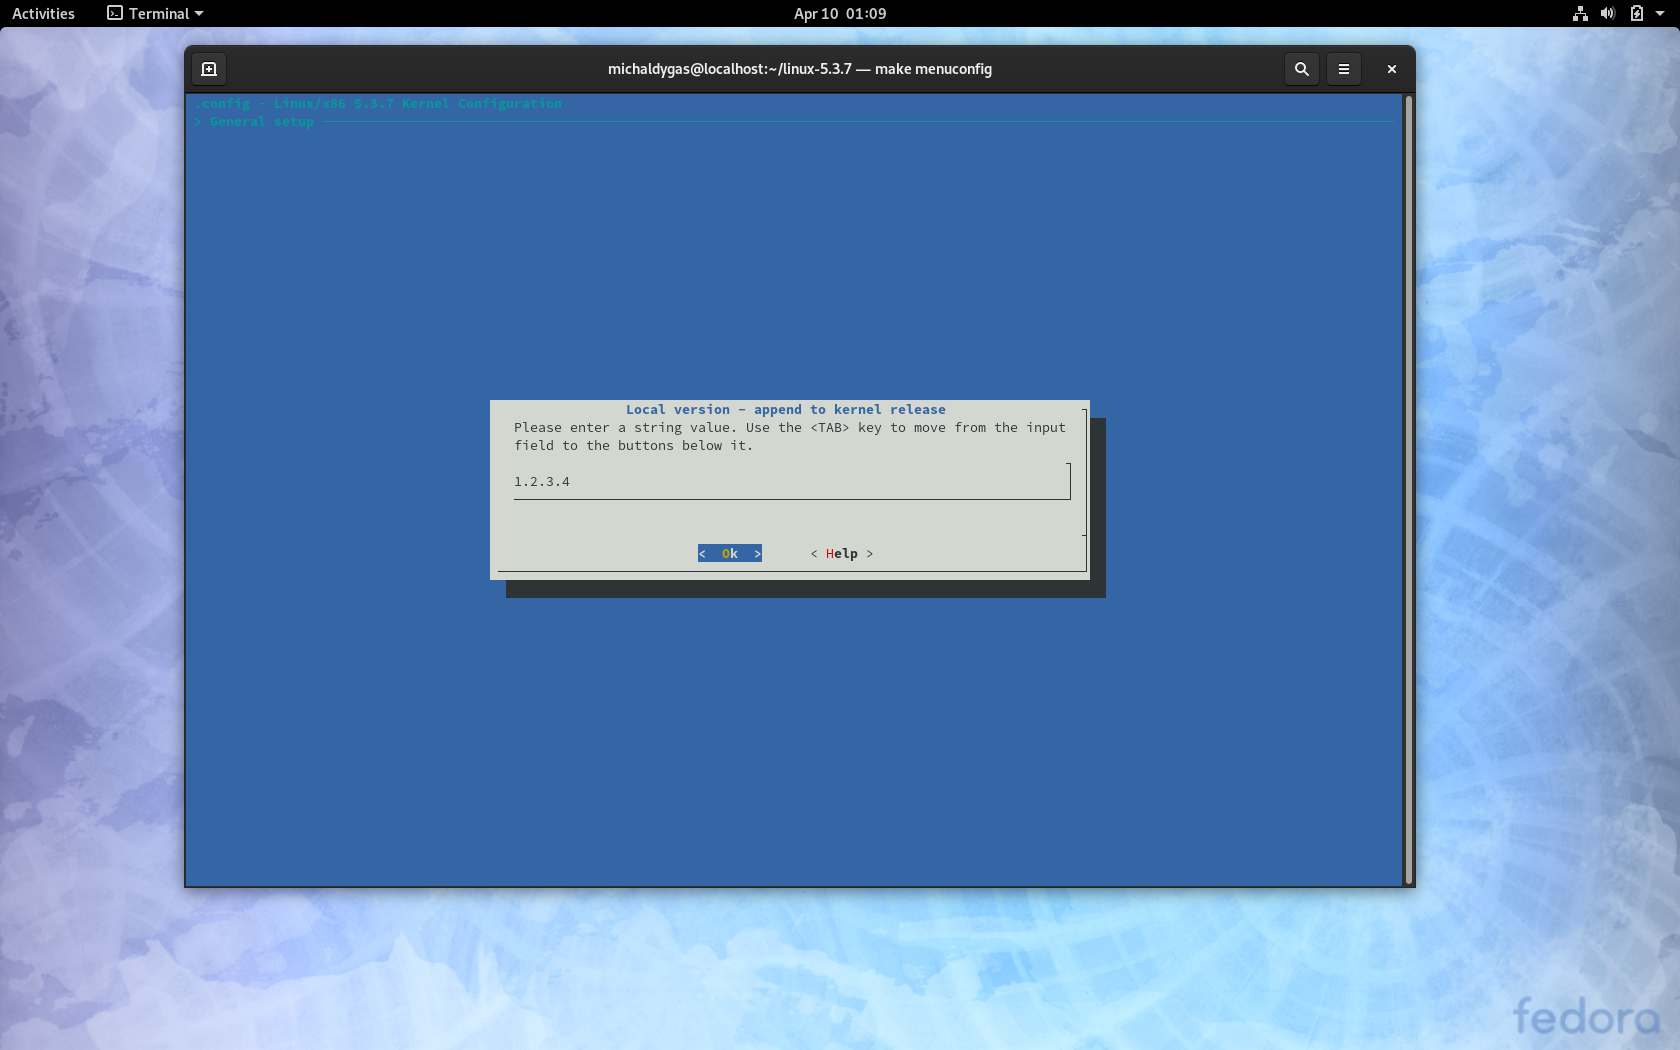 Activities
Terminal
Apr 10 01:09
michaldygas@localhost:~/linux-5.3.7 — make menuconfig
.config - Linux/x86 5.3.7 Kernel Configuration
> General setup
Local version - append to kernel release
Please enter a string value. Use the <TAB> key to move from the input
field to the buttons below it.
1.2.3.4
< Ok > < Help >
fedora